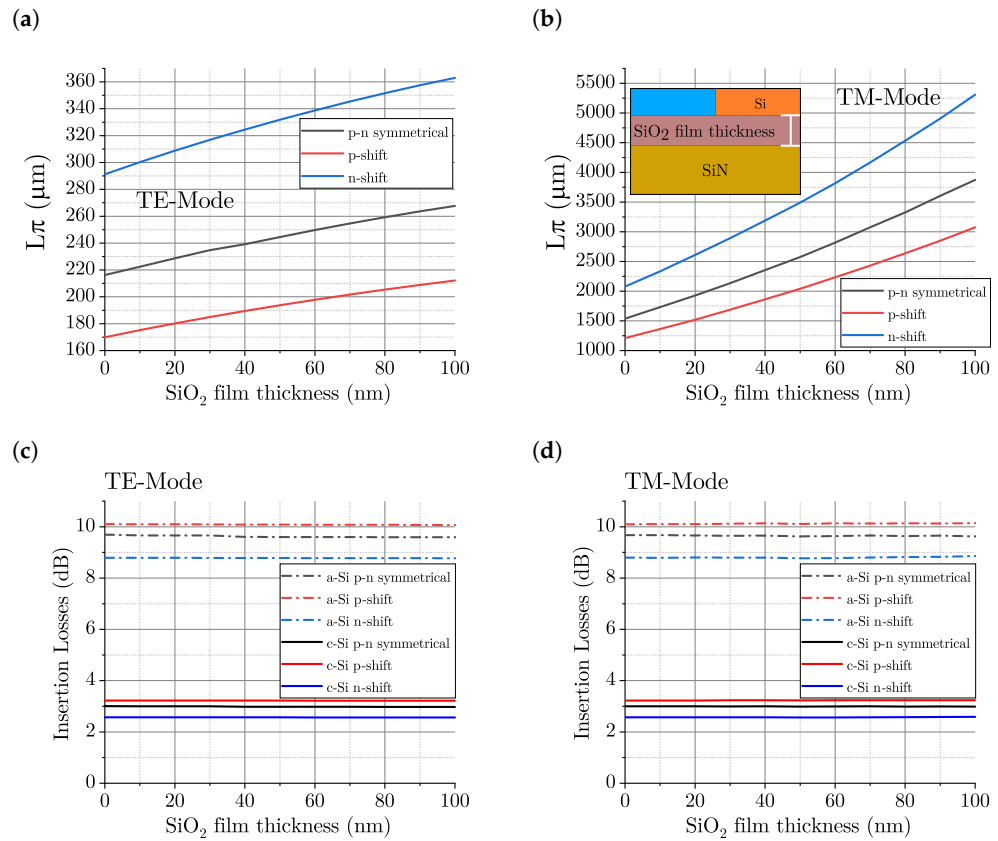 (a)
360
340
320
300
280
260
240
220
200
180
160
Lπ (μm)
p-n symmetrical
p-shift
n-shift
TE-Mode
0 20 40 60 80 100
SiO2 film thickness (nm)
(b)
5500
5000
4500
4000
3500
3000
2500
2000
1500
1000
Lπ (μm)
TM-Mode
Si
SiO2 film thickness
SiN
p-n symmetrical
p-shift
n-shift
0 20 40 60 80 100
SiO2 film thickness (nm)
(c)
TE-Mode
10
8
6
4
2
0
Insertion Losses (dB)
a-Si p-n symmetrical
a-Si p-shift
a-Si n-shift
c-Si p-n symmetrical
c-Si p-shift
c-Si n-shift
0 20 40 60 80 100
SiO2 film thickness (nm)
(d)
TM-Mode
10
8
6
4
2
0
Insertion Losses (dB)
a-Si p-n symmetrical
a-Si p-shift
a-Si n-shift
c-Si p-n symmetrical
c-Si p-shift
c-Si n-shift
0 20 40 60 80 100
SiO2 film thickness (nm)